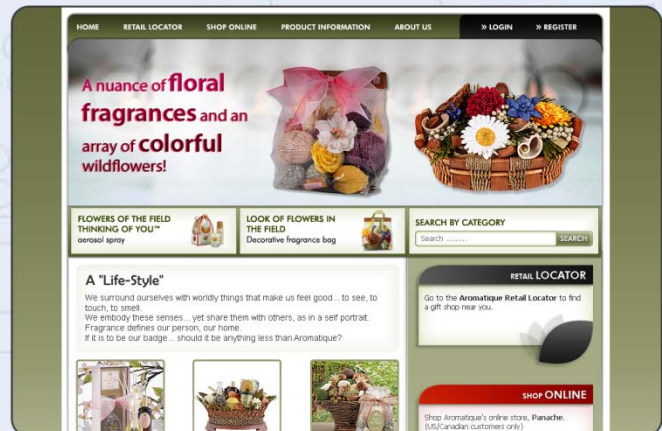 HOME RETAIL LOCATOR SHOP ONLINE PRODUCT INFORMATION ABOUT US » LOGIN » REGISTER
A nuance of floral
fragrances and an
array of colorful
wildflowers!
FLOWERS OF THE FIELD
THINKING OF YOU™
aerosol spray
LOOK OF FLOWERS IN
THE FIELD
Decorative fragrance bag
SEARCH BY CATEGORY
Search ......... SEARCH
A "Life-Style"
We surround ourselves with worldly things that make us feel good... to see, to
touch, to smell.
We embody these senses... yet share them with others, as in a self portrait.
Fragrance defines our person, our home.
If it is to be our badge... should it be anything less than Aromatique?
RETAIL LOCATOR
Go to the Aromatique Retail Locator to find
a gift shop near you.
SHOP ONLINE
Shop Aromatique's online store, Panache.
(US/Canadian customers only)